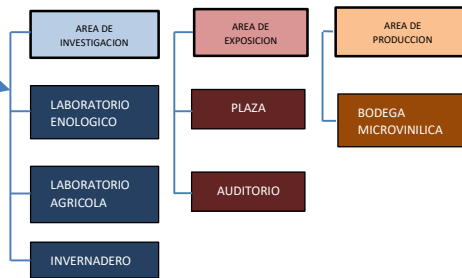 AREA DE
INVESTIGACION
LABORATORIO
ENOLOGICO
LABORATORIO
AGRICOLA
INVERNADERO
AREA DE
EXPOSICION
PLAZA
AUDITORIO
AREA DE
PRODUCCION
BODEGA
MICROVINILICA